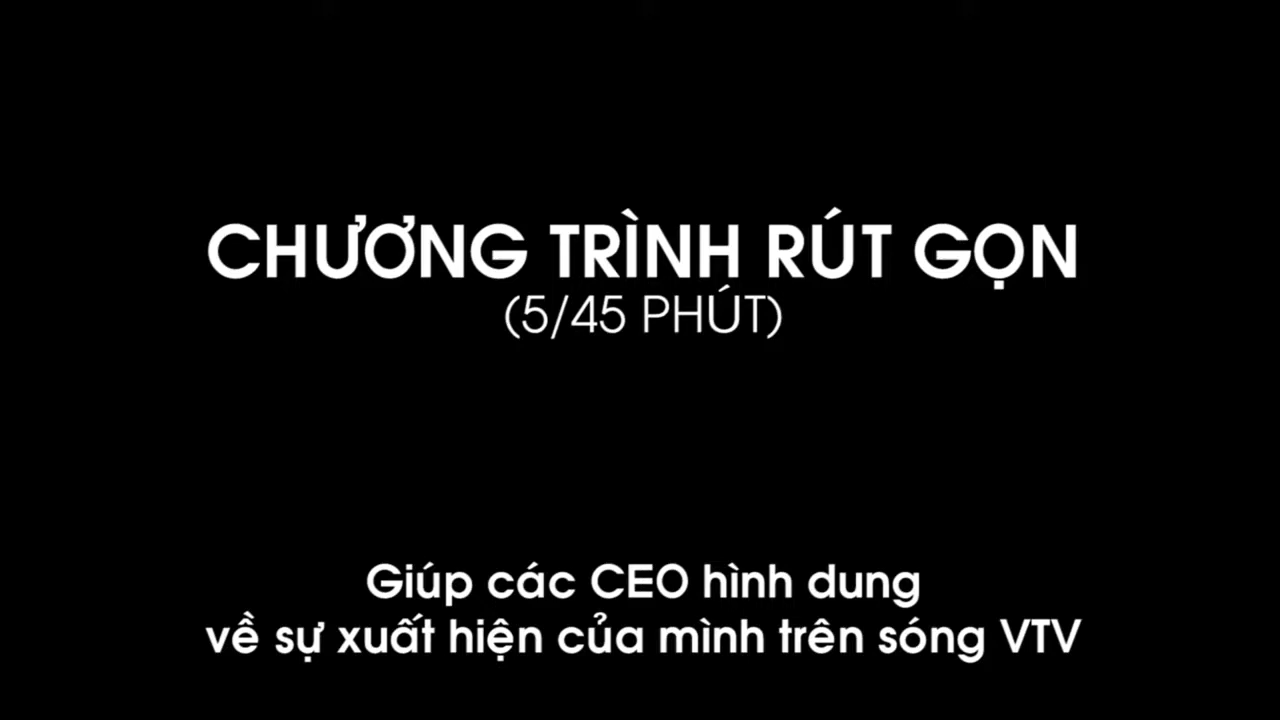 CHƯƠNG TRÌNH RÚT GỌN
(5/45 PHÚT)
Giúp các CEO hình dung
về sự xuất hiện của mình trên sóng VTV